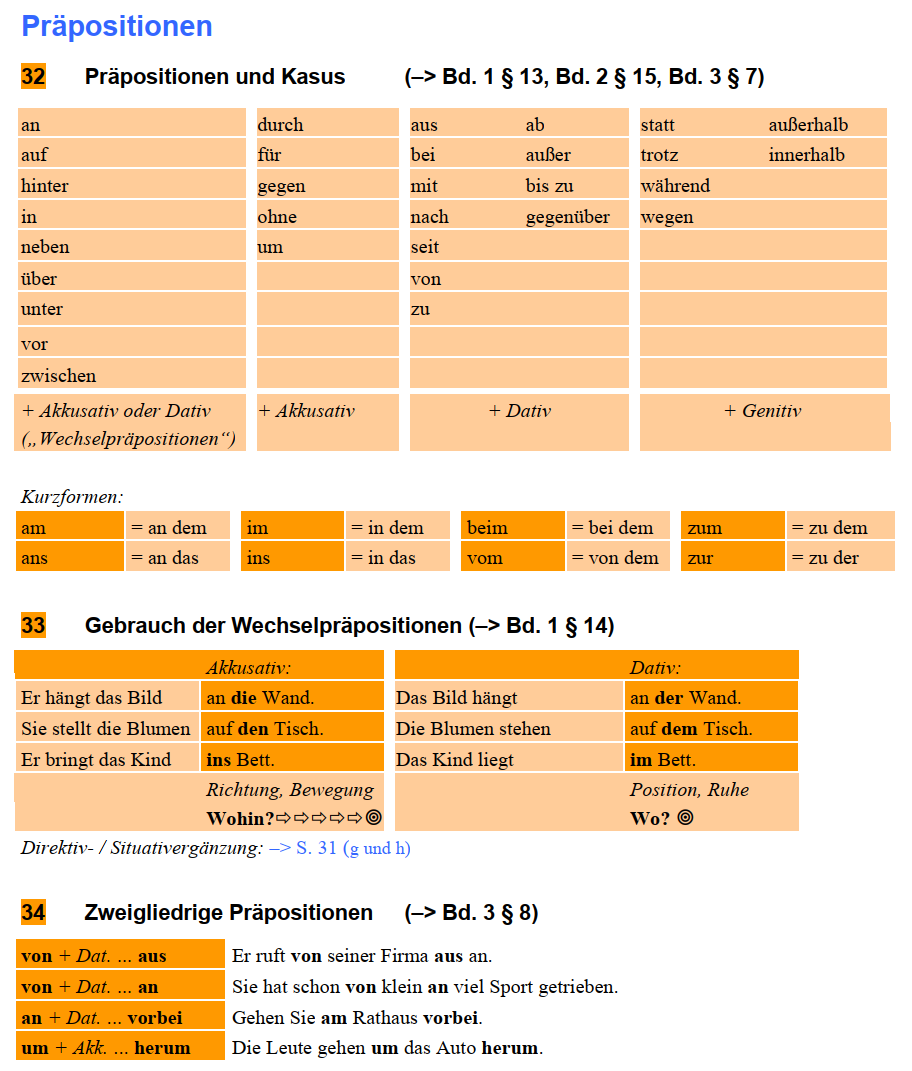 Präpositionen
32 Präpositionen und Kasus (–> Bd. 1 § 13, Bd. 2 § 15, Bd. 3 § 7)
an durch aus ab statt außerhalb
auf für bei außer trotz innerhalb
hinter gegen mit bis zu während
in ohne nach gegenüber wegen
neben um seit
über von
unter zu
vor
zwischen
+ Akkusativ oder Dativ + Akkusativ + Dativ + Genitiv
(„Wechselpräpositionen“)
Kurzformen:
am = an dem im = in dem beim = bei dem zum = zu dem
ans = an das ins = in das vom = von dem zur = zu der
33 Gebrauch der Wechselpräpositionen (–> Bd. 1 § 14)
Akkusativ: Dativ:
Er hängt das Bild an die Wand. Das Bild hängt an der Wand.
Sie stellt die Blumen auf den Tisch. Die Blumen stehen auf dem Tisch.
Er bringt das Kind ins Bett. Das Kind liegt im Bett.
Richtung, Bewegung Position, Ruhe
Wohin?⇨⇨⇨⇨⇨◎ Wo? ◎
Direktiv- / Situativergänzung: –> S. 31 (g und h)
34 Zweigliedrige Präpositionen (–> Bd. 3 § 8)
von + Dat. ... aus Er ruft von seiner Firma aus an.
von + Dat. ... an Sie hat schon von klein an viel Sport getrieben.
an + Dat. ... vorbei Gehen Sie am Rathaus vorbei.
um + Akk. ... herum Die Leute gehen um das Auto herum.